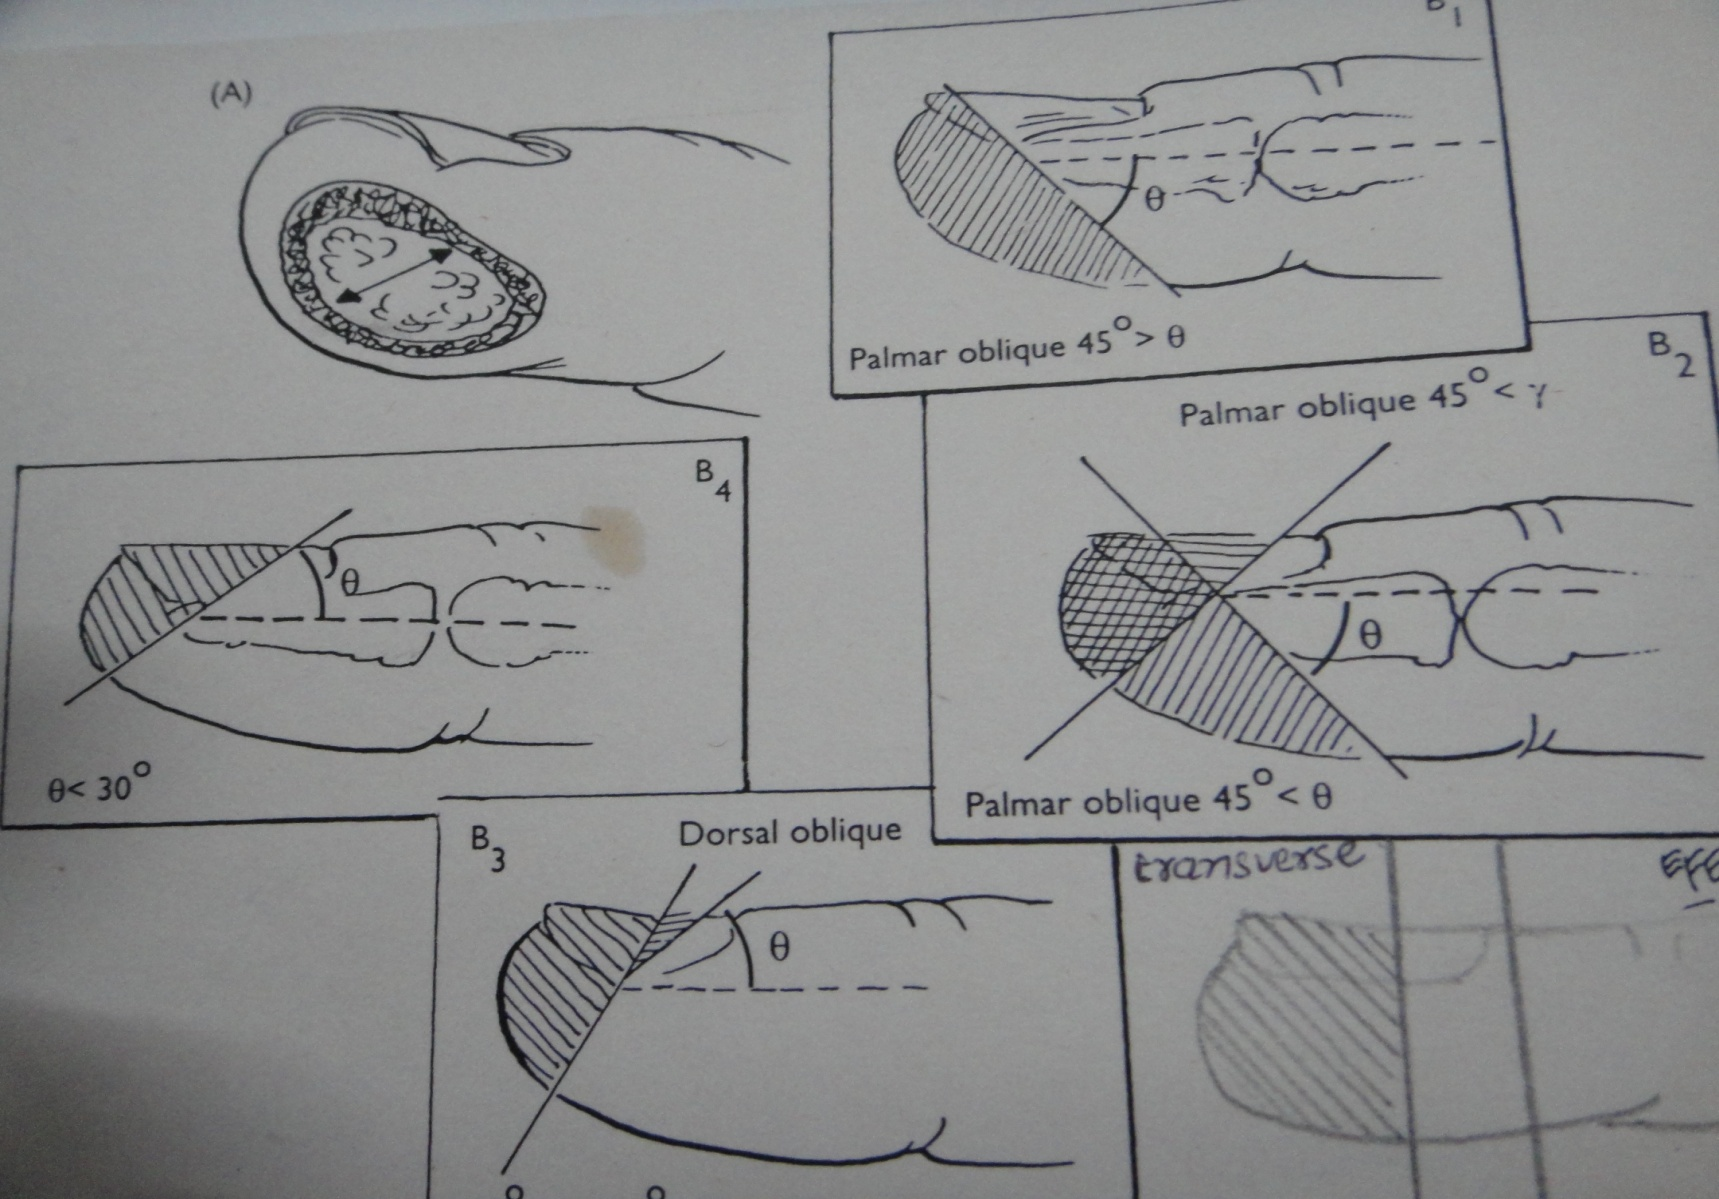 (A)
B1
θ
Palmar oblique 45° > θ
B2
Palmar oblique 45° < γ
θ
Palmar oblique 45° < θ
B4
θ
θ < 30°
B3
Dorsal oblique
θ
transverse